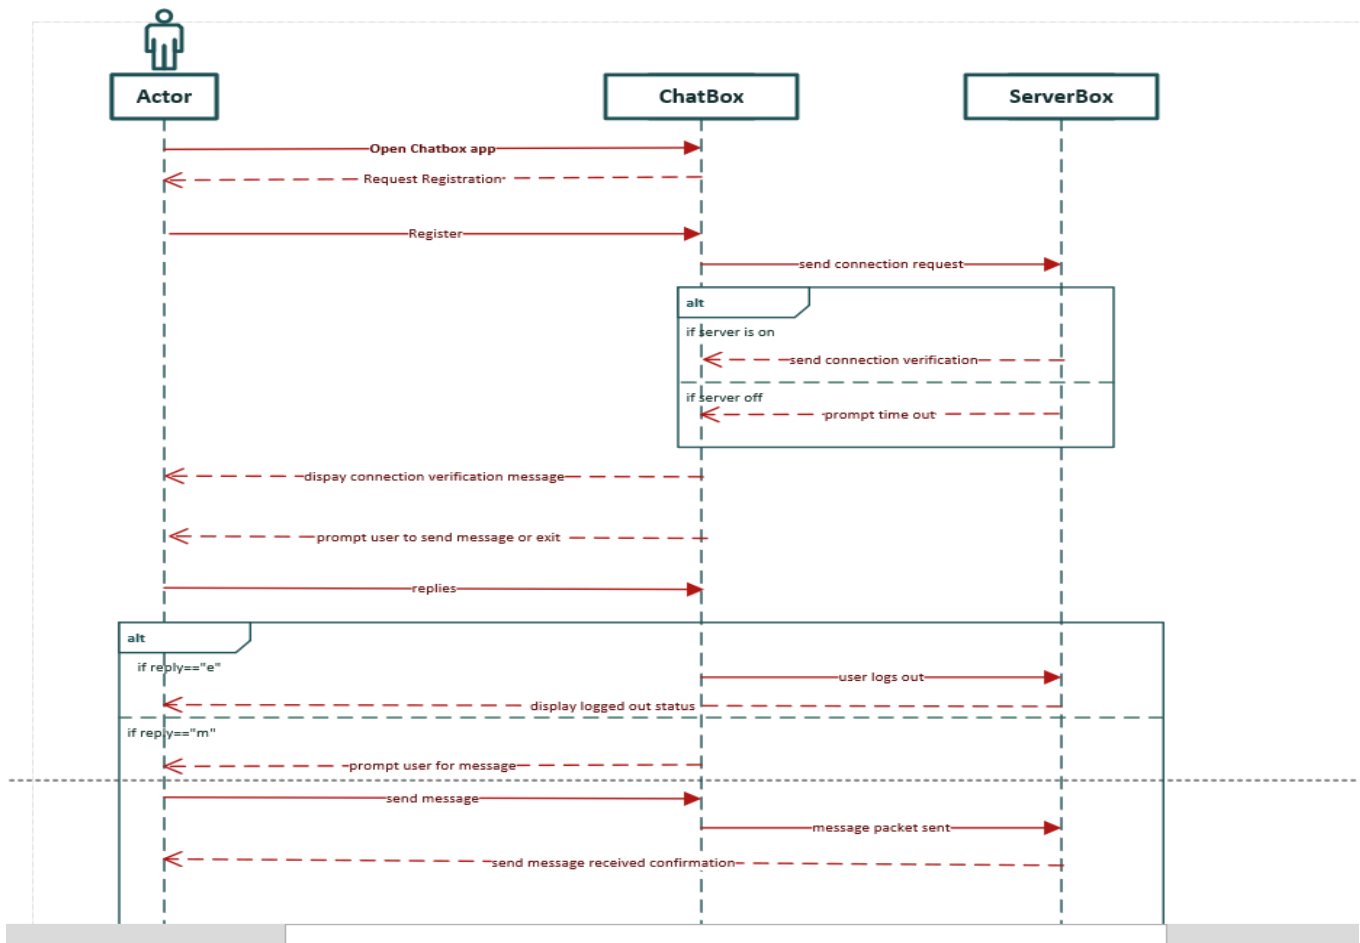 Actor
ChatBox
ServerBox
Open Chatbox app
Request Registration
Register
send connection request
alt
if server is on
send connection verification
if server off
prompt time out
dispay connection verification message
prompt user to send message or exit
replies
alt
if reply=="e"
user logs out
display logged out status
if reply=="m"
prompt user for message
send message
message packet sent
send message received confirmation